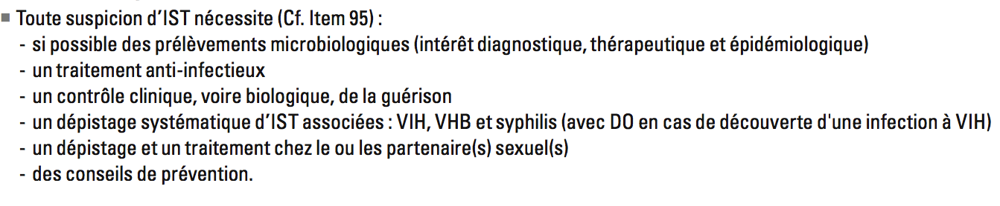 ■ Toute suspicion d’IST nécessite (Cf. Item 95) :
- si possible des prélèvements microbiologiques (intérêt diagnostique, thérapeutique et épidémiologique)
- un traitement anti-infectieux
- un contrôle clinique, voire biologique, de la guérison
- un dépistage systématique d’IST associées : VIH, VHB et syphilis (avec DO en cas de découverte d'une infection à VIH)
- un dépistage et un traitement chez le ou les partenaire(s) sexuel(s)
- des conseils de prévention.